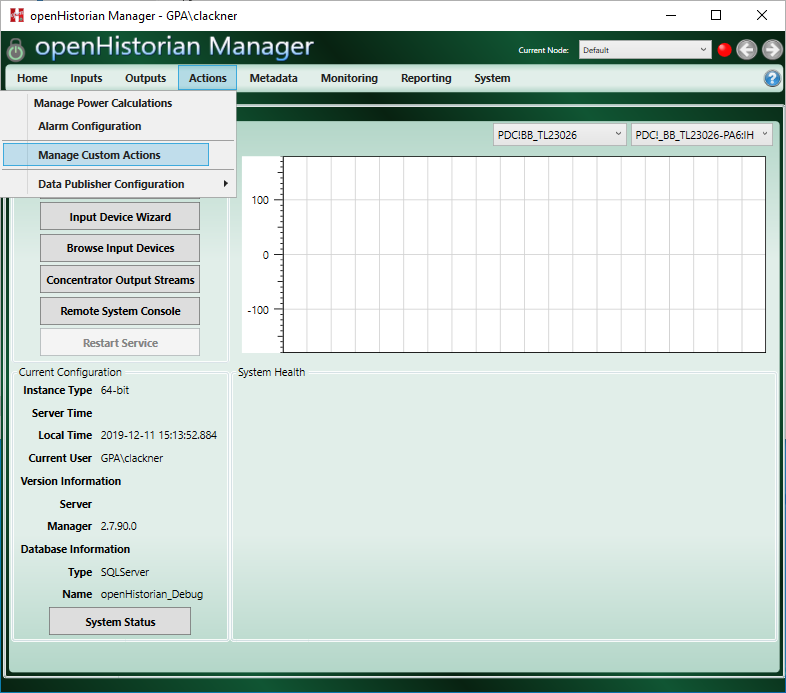 openHistorian Manager - GPA\clackner
openHistorian Manager
Current Node: Default
Home Inputs Outputs Actions Metadata Monitoring Reporting System
Manage Power Calculations
Alarm Configuration
Manage Custom Actions
Data Publisher Configuration
PDC!BB_TL23026 PDC!_BB_TL23026-PA6:IH
Input Device Wizard
Browse Input Devices
Concentrator Output Streams
Remote System Console
Restart Service
100
0
-100
Current Configuration
Instance Type 64-bit
Server Time
Local Time 2019-12-11 15:13:52.884
Current User GPA\clackner
Version Information
Server
Manager 2.7.90.0
Database Information
Type SQLServer
Name openHistorian_Debug
System Status
System Health